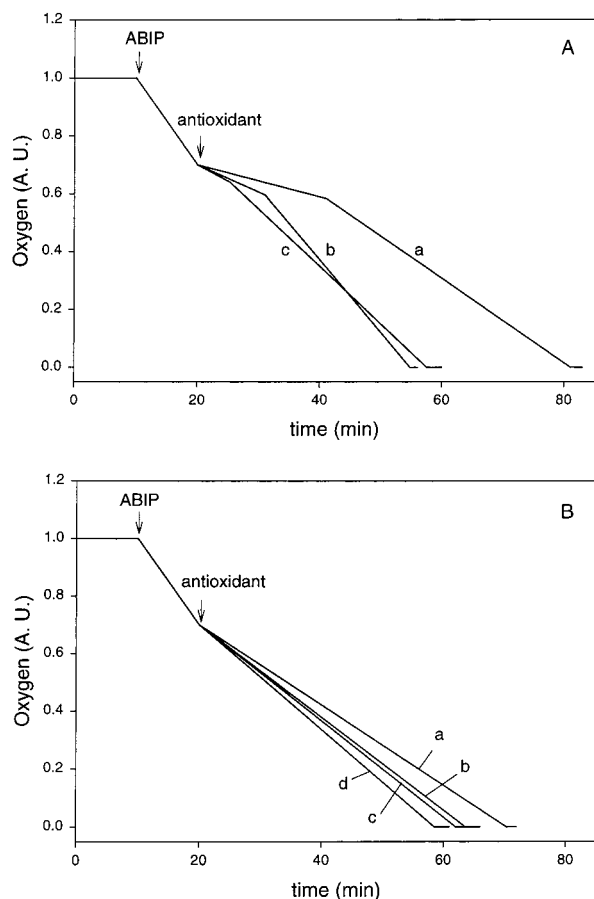 1.2
ABIP
A
1.0
0.8
antioxidant
0.6
0.4
0.2
0.0
Oxygen (A. U.)
a
b
c
0 20 40 60 80
time (min)
1.2
ABIP
B
1.0
0.8
antioxidant
0.6
0.4
0.2
0.0
Oxygen (A. U.)
a
b
d
c
0 20 40 60 80
time (min)